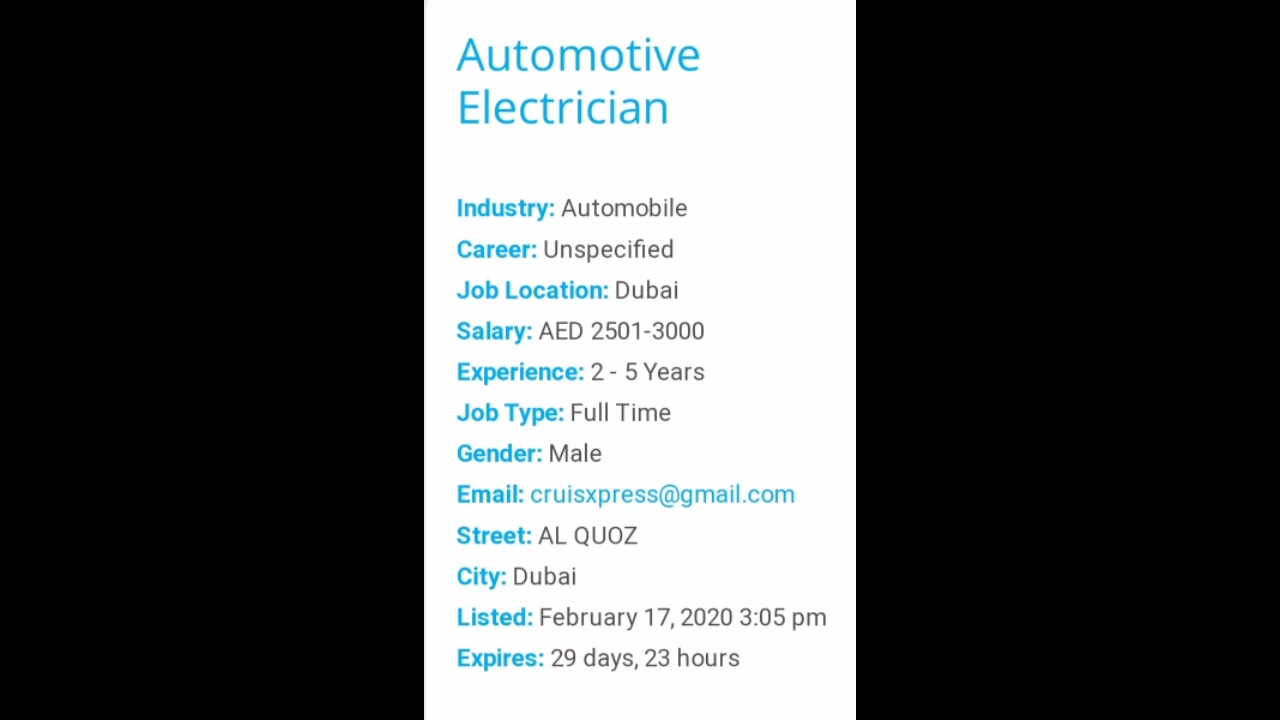 Automotive
Electrician
Industry: Automobile
Career: Unspecified
Job Location: Dubai
Salary: AED 2501-3000
Experience: 2 - 5 Years
Job Type: Full Time
Gender: Male
Email: cruisxpress@gmail.com
Street: AL QUOZ
City: Dubai
Listed: February 17, 2020 3:05 pm
Expires: 29 days, 23 hours